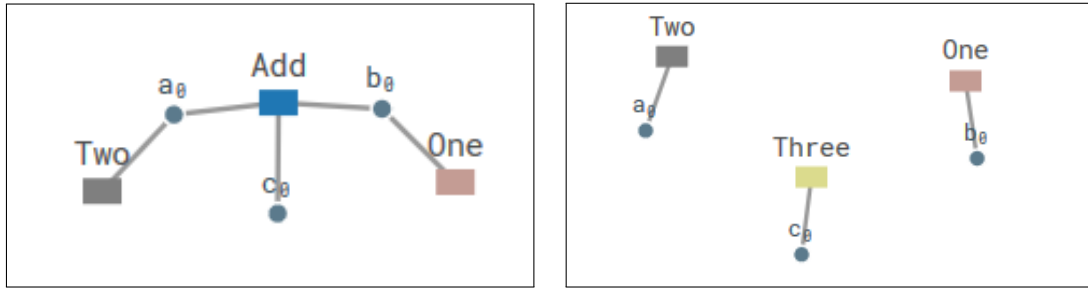 Add
a₀
b₀
Two
One
c₀
Two
One
a₀
b₀
Three
c₀